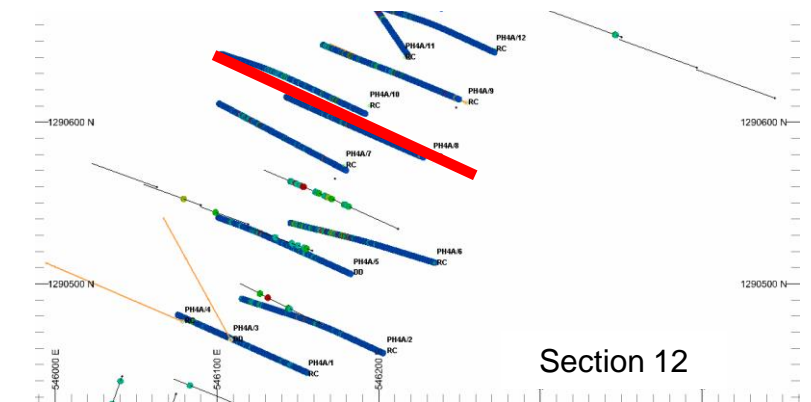 PH4A/12
RC
PH4A/11
RC
PH4A/9
RC
PH4A/10
RC
1290600 N
1290600 N
PH4A/8
PH4A/7
RC
PH4A/6
RC
PH4A/5
DD
1290500 N
1290500 N
PH4A/4
RC
PH4A/3
DD
PH4A/2
RC
PH4A/1
RC
546000 E
546100 E
546200
Section 12